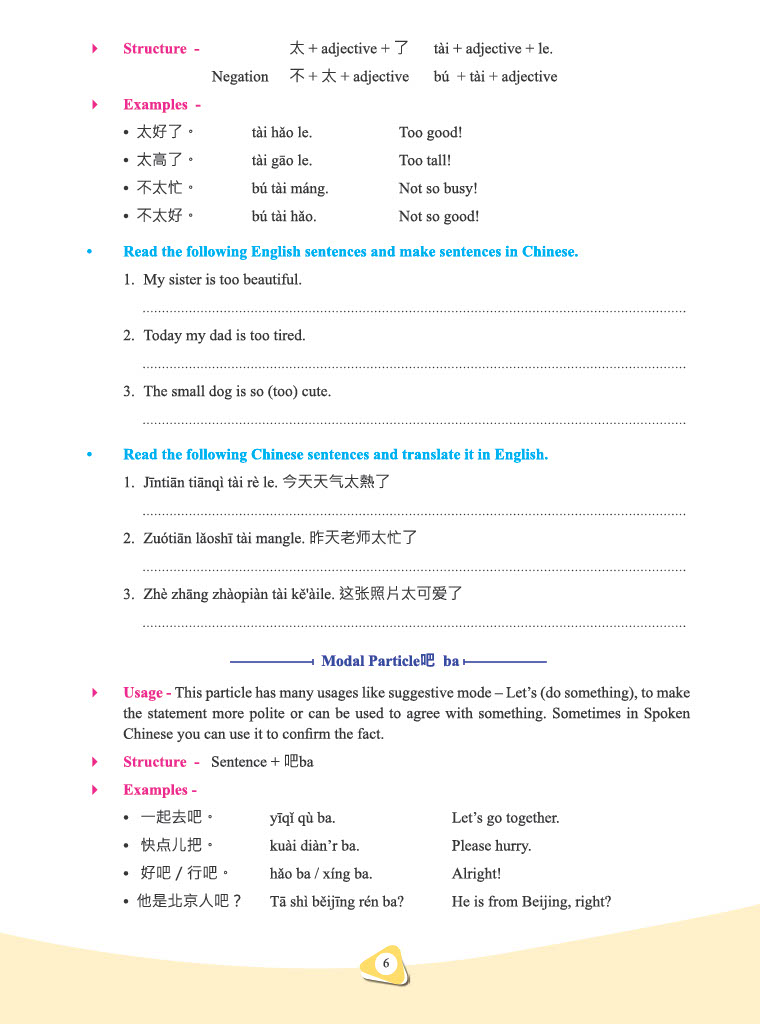 Structure - 太 + adjective + 了 tài + adjective + le.
Negation 不 + 太 + adjective bú + tài + adjective
Examples -
• 太好了。 tài hǎo le. Too good!
• 太高了。 tài gāo le. Too tall!
• 不太忙。 bú tài máng. Not so busy!
• 不太好。 bú tài hǎo. Not so good!
• Read the following English sentences and make sentences in Chinese.
1. My sister is too beautiful.
2. Today my dad is too tired.
3. The small dog is so (too) cute.
• Read the following Chinese sentences and translate it in English.
1. Jīntiān tiānqì tài rè le. 今天天气太熱了
2. Zuótiān lǎoshī tài mangle. 昨天老师太忙了
3. Zhè zhāng zhàopiàn tài kě'àile. 这张照片太可爱了
Modal Particle吧 ba
Usage - This particle has many usages like suggestive mode – Let's (do something), to make
the statement more polite or can be used to agree with something. Sometimes in Spoken
Chinese you can use it to confirm the fact.
Structure - Sentence + 吧ba
Examples -
• 一起去吧。 yīqǐ qù ba. Let's go together.
• 快点儿把。 kuài diàn'r ba. Please hurry.
• 好吧 / 行吧。 hǎo ba / xíng ba. Alright!
• 他是北京人吧？ Tā shì běijīng rén ba? He is from Beijing, right?
6